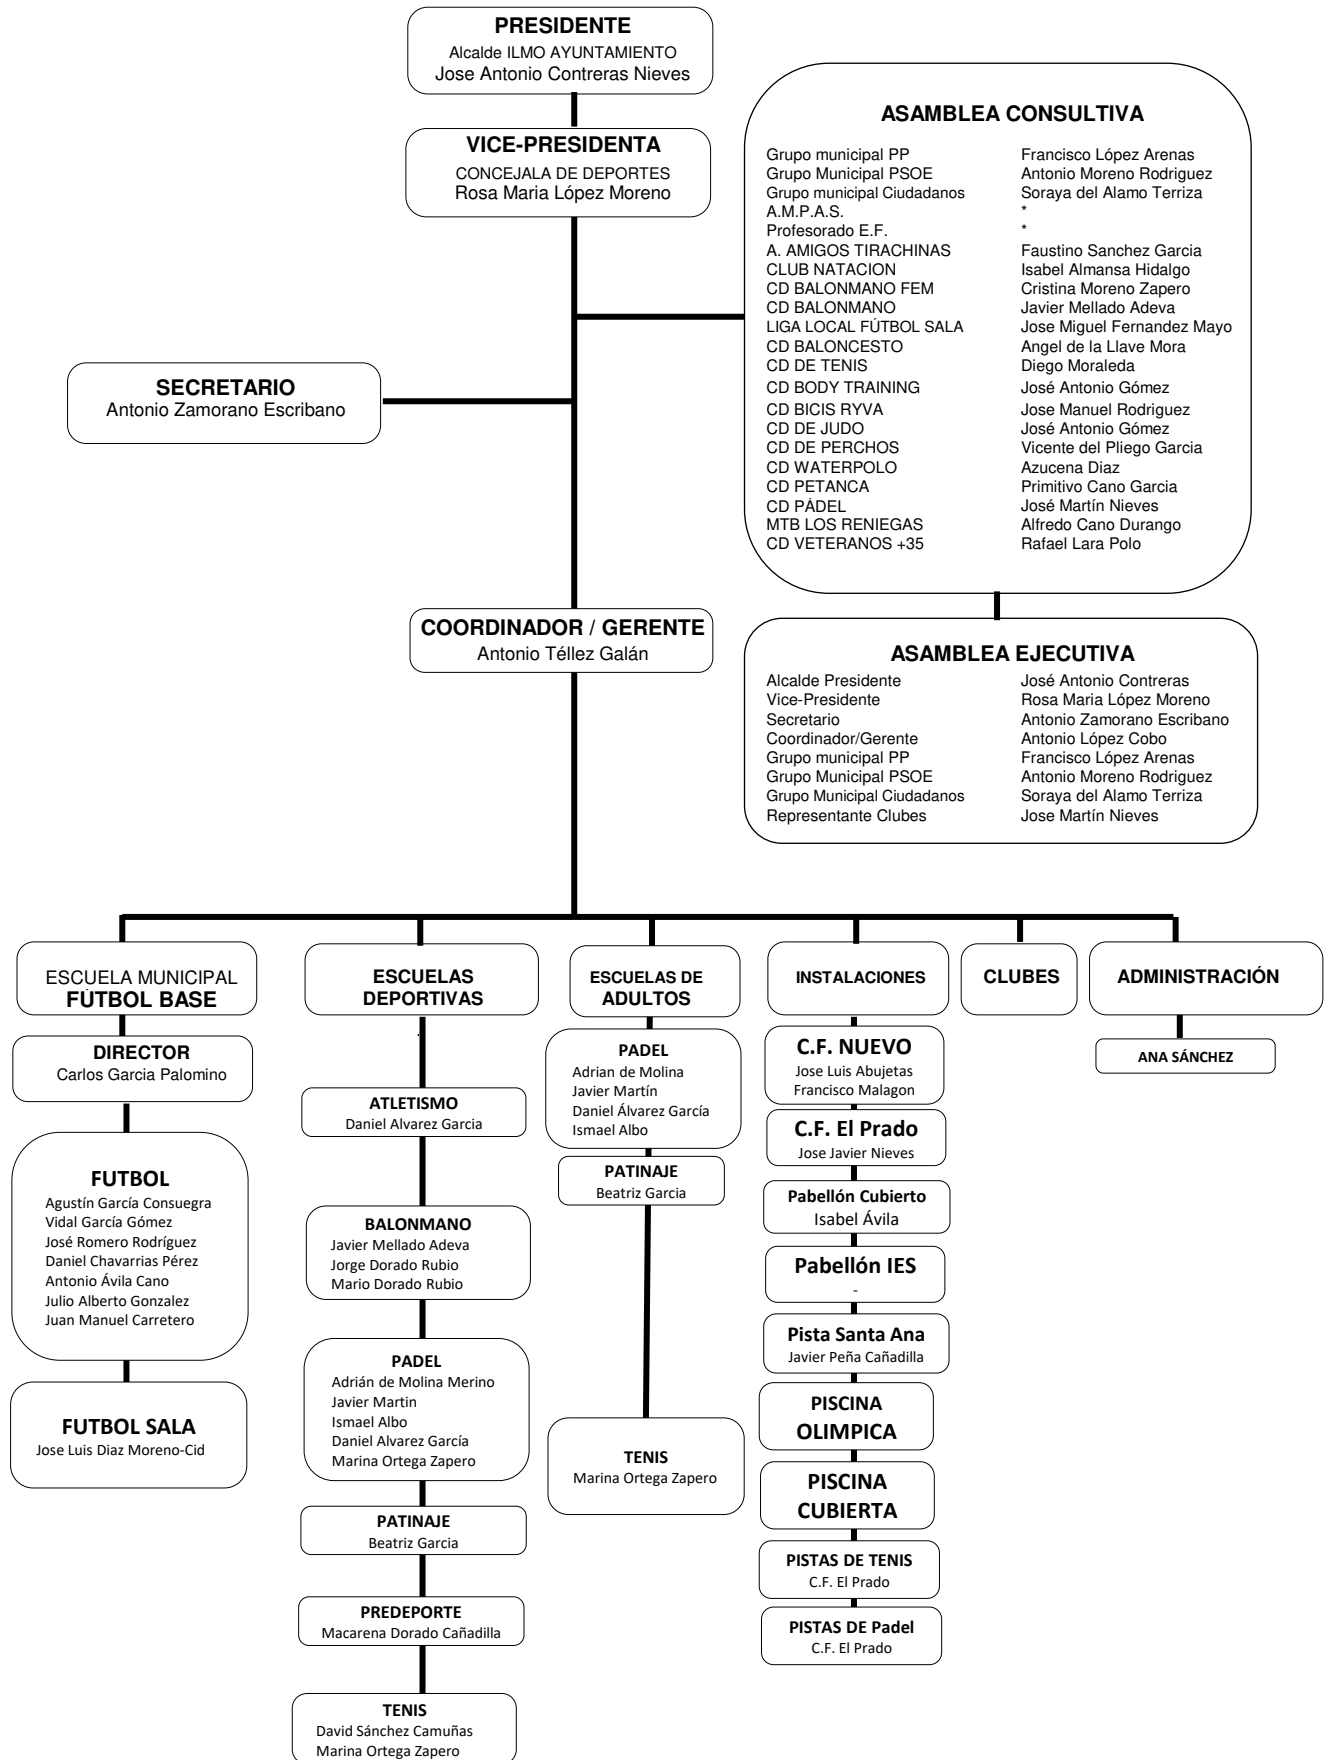 PRESIDENTE
Alcalde ILMO AYUNTAMIENTO
Jose Antonio Contreras Nieves
VICE-PRESIDENTA
CONCEJALA DE DEPORTES
Rosa Maria López Moreno
ASAMBLEA CONSULTIVA
Grupo municipal PP Francisco López Arenas
Grupo Municipal PSOE Antonio Moreno Rodriguez
Grupo municipal Ciudadanos Soraya del Alamo Terriza
A.M.P.A.S. *
Profesorado E.F. *
A. AMIGOS TIRACHINAS Faustino Sanchez Garcia
CLUB NATACION Isabel Almansa Hidalgo
CD BALONMANO FEM Cristina Moreno Zapero
CD BALONMANO Javier Mellado Adeva
LIGA LOCAL FÚTBOL SALA Jose Miguel Fernandez Mayo
CD BALONCESTO Angel de la Llave Mora
CD DE TENIS Diego Moraleda
CD BODY TRAINING José Antonio Gómez
CD BICIS RYVA Jose Manuel Rodriguez
CD DE JUDO José Antonio Gómez
CD DE PERCHOS Vicente del Pliego Garcia
CD WATERPOLO Azucena Diaz
CD PETANCA Primitivo Cano Garcia
CD PÁDEL José Martín Nieves
MTB LOS RENIEGAS Alfredo Cano Durango
CD VETERANOS +35 Rafael Lara Polo
SECRETARIO
Antonio Zamorano Escribano
COORDINADOR / GERENTE
Antonio Téllez Galán
ASAMBLEA EJECUTIVA
Alcalde Presidente José Antonio Contreras
Vice-Presidente Rosa Maria López Moreno
Secretario Antonio Zamorano Escribano
Coordinador/Gerente Antonio López Cobo
Grupo municipal PP Francisco López Arenas
Grupo Municipal PSOE Antonio Moreno Rodriguez
Grupo Municipal Ciudadanos Soraya del Alamo Terriza
Representante Clubes Jose Martín Nieves
ESCUELA MUNICIPAL
FÚTBOL BASE
DIRECTOR
Carlos Garcia Palomino
FUTBOL
Agustín García Consuegra
Vidal García Gómez
José Romero Rodríguez
Daniel Chavarrias Pérez
Antonio Ávila Cano
Julio Alberto Gonzalez
Juan Manuel Carretero
FUTBOL SALA
Jose Luis Diaz Moreno-Cid
ESCUELAS
DEPORTIVAS
ATLETISMO
Daniel Alvarez Garcia
BALONMANO
Javier Mellado Adeva
Jorge Dorado Rubio
Mario Dorado Rubio
PADEL
Adrián de Molina Merino
Javier Martin
Ismael Albo
Daniel Alvarez García
Marina Ortega Zapero
PATINAJE
Beatriz Garcia
PREDEPORTE
Macarena Dorado Cañadilla
TENIS
David Sánchez Camuñas
Marina Ortega Zapero
ESCUELAS DE
ADULTOS
PADEL
Adrian de Molina
Javier Martín
Daniel Álvarez García
Ismael Albo
PATINAJE
Beatriz Garcia
TENIS
Marina Ortega Zapero
INSTALACIONES
C.F. NUEVO
Jose Luis Abujetas
Francisco Malagon
C.F. El Prado
Jose Javier Nieves
Pabellón Cubierto
Isabel Ávila
Pabellón IES
-
Pista Santa Ana
Javier Peña Cañadilla
PISCINA
OLIMPICA
PISCINA
CUBIERTA
PISTAS DE TENIS
C.F. El Prado
PISTAS DE Padel
C.F. El Prado
CLUBES
ADMINISTRACIÓN
ANA SÁNCHEZ